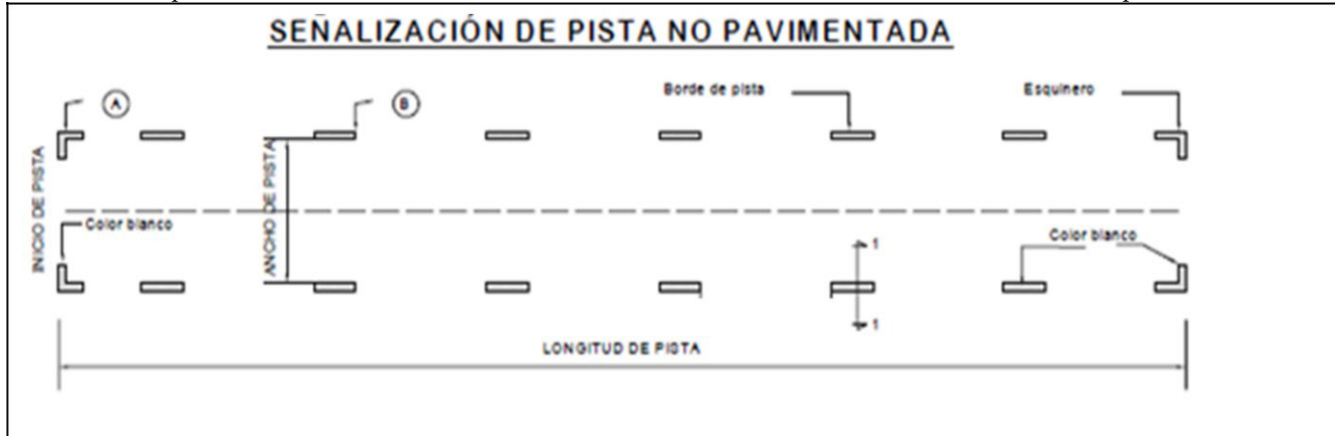 SEÑALIZACIÓN DE PISTA NO PAVIMENTADA
Borde de pista
Esquinero
A
B
INICIO DE PISTA
ANCHO DE PISTA
Color blanco
Color blanco
1
1
LONGITUD DE PISTA